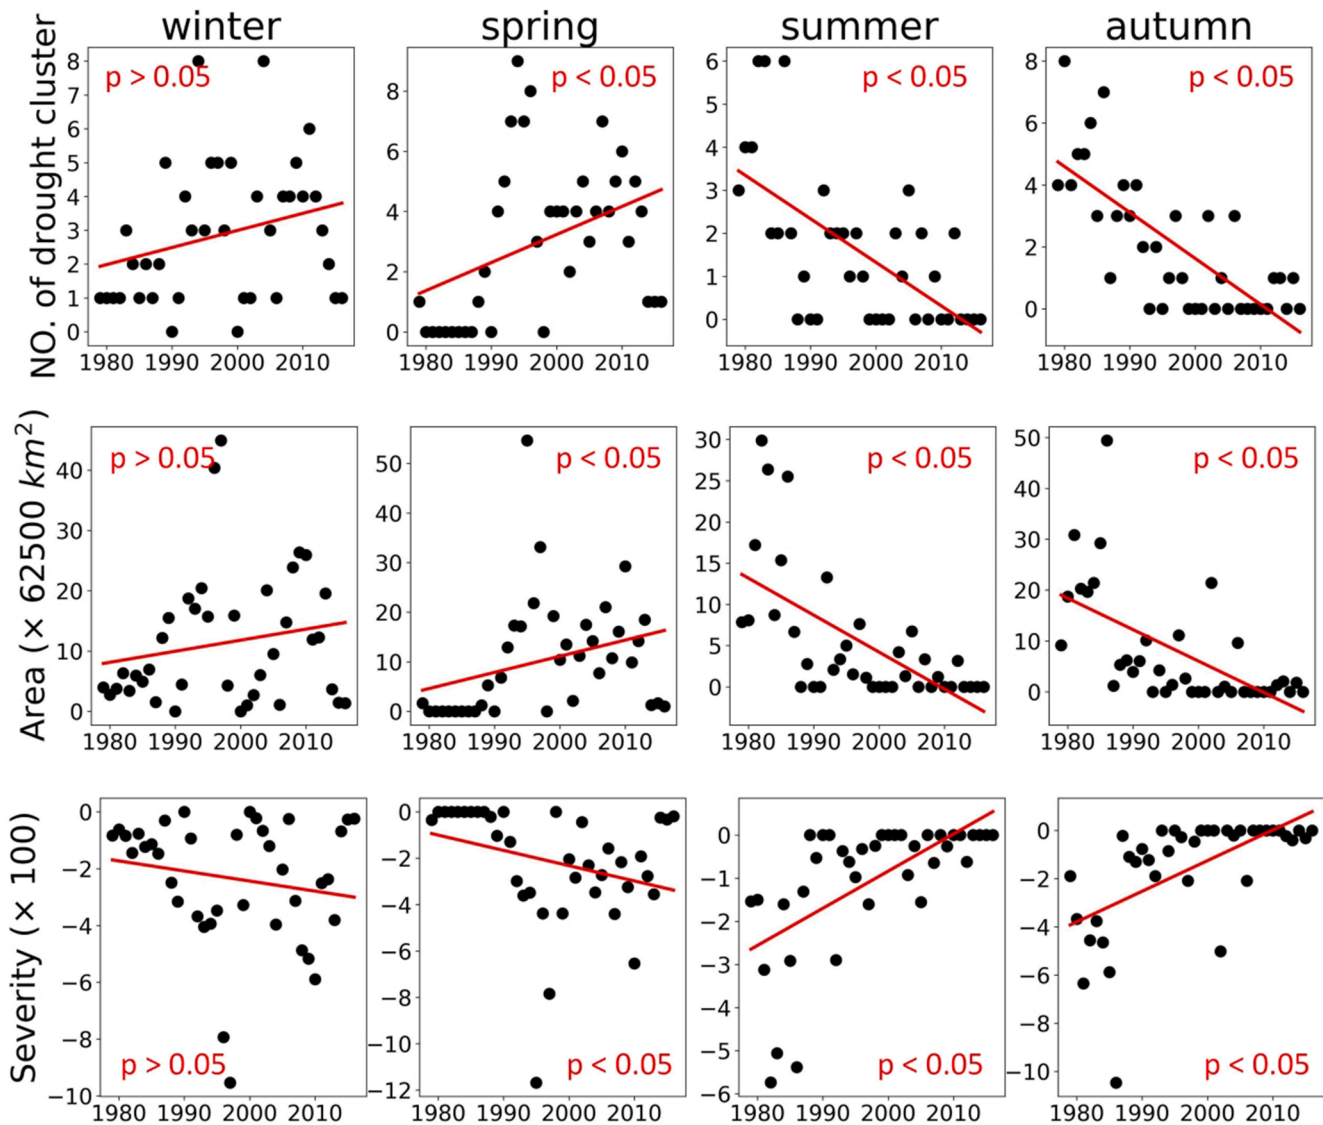 winter spring summer autumn
NO. of drought cluster
8 7 6 5 4 3 2 1 0
p > 0.05
1980 1990 2000 2010
8 6 4 2 0
p < 0.05
1980 1990 2000 2010
6 5 4 3 2 1 0
p < 0.05
1980 1990 2000 2010
8 6 4 2 0
p < 0.05
1980 1990 2000 2010
Area (× 62500 km²)
40 30 20 10 0
p > 0.05
1980 1990 2000 2010
50 40 30 20 10 0
p < 0.05
1980 1990 2000 2010
30 25 20 15 10 5 0
p < 0.05
1980 1990 2000 2010
50 40 30 20 10 0
p < 0.05
1980 1990 2000 2010
Severity (× 100)
0 −2 −4 −6 −8 −10
p > 0.05
1980 1990 2000 2010
0 −2 −4 −6 −8 −10 −12
p < 0.05
1980 1990 2000 2010
0 −1 −2 −3 −4 −5 −6
p < 0.05
1980 1990 2000 2010
0 −2 −4 −6 −8 −10
p < 0.05
1980 1990 2000 2010